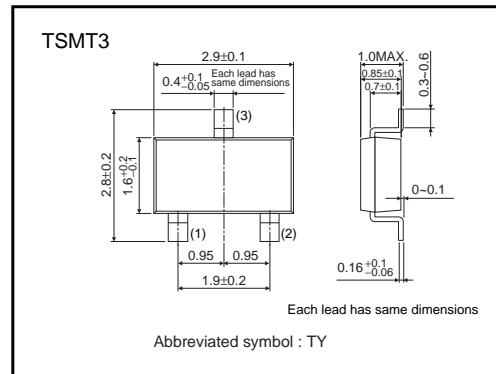 TSMT3
2.9±0.1
1.0MAX.
0.4+0.1 −0.05
Each lead has
same dimensions
0.85±0.1
0.7±0.1
0.3~0.6
(3)
2.8±0.2
1.6+0.2 −0.1
0~0.1
(1)
(2)
0.95
0.95
0.16+0.1 −0.06
1.9±0.2
Each lead has same dimensions
Abbreviated symbol : TY